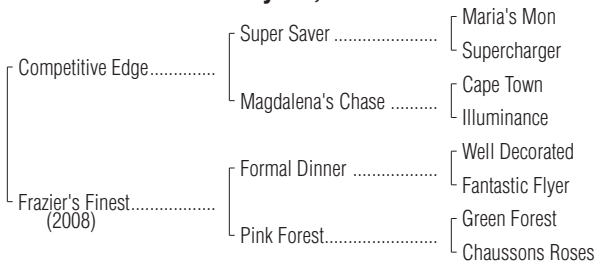 Maria's Mon
Super Saver ......................
Supercharger
Competitive Edge..............
Cape Town
Magdalena's Chase ..........
Illuminance
Well Decorated
Formal Dinner ..................
Fantastic Flyer
Frazier's Finest..................
(2008)
Green Forest
Pink Forest........................
Chaussons Roses